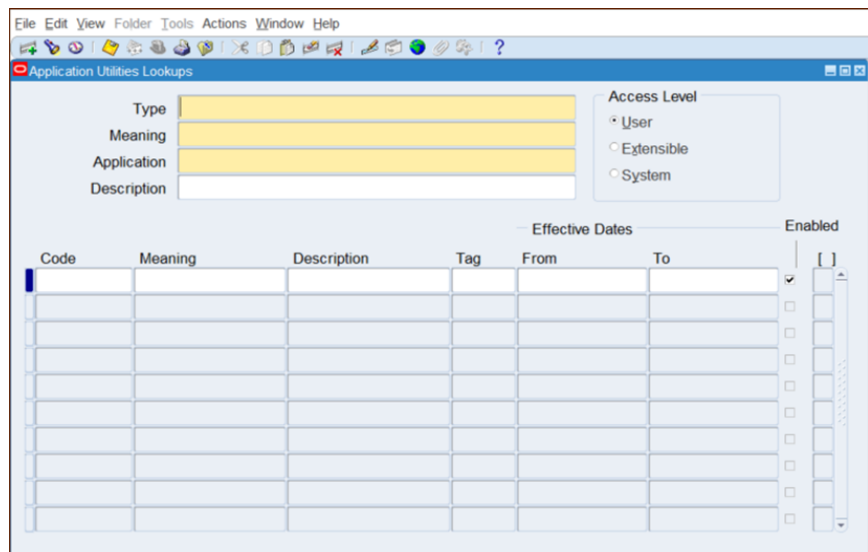 File Edit View Folder Tools Actions Window Help
?
Application Utilities Lookups
Type
Meaning
Application
Description
Access Level
User
Extensible
System
Effective Dates
Enabled
Code Meaning Description Tag From To [ ]